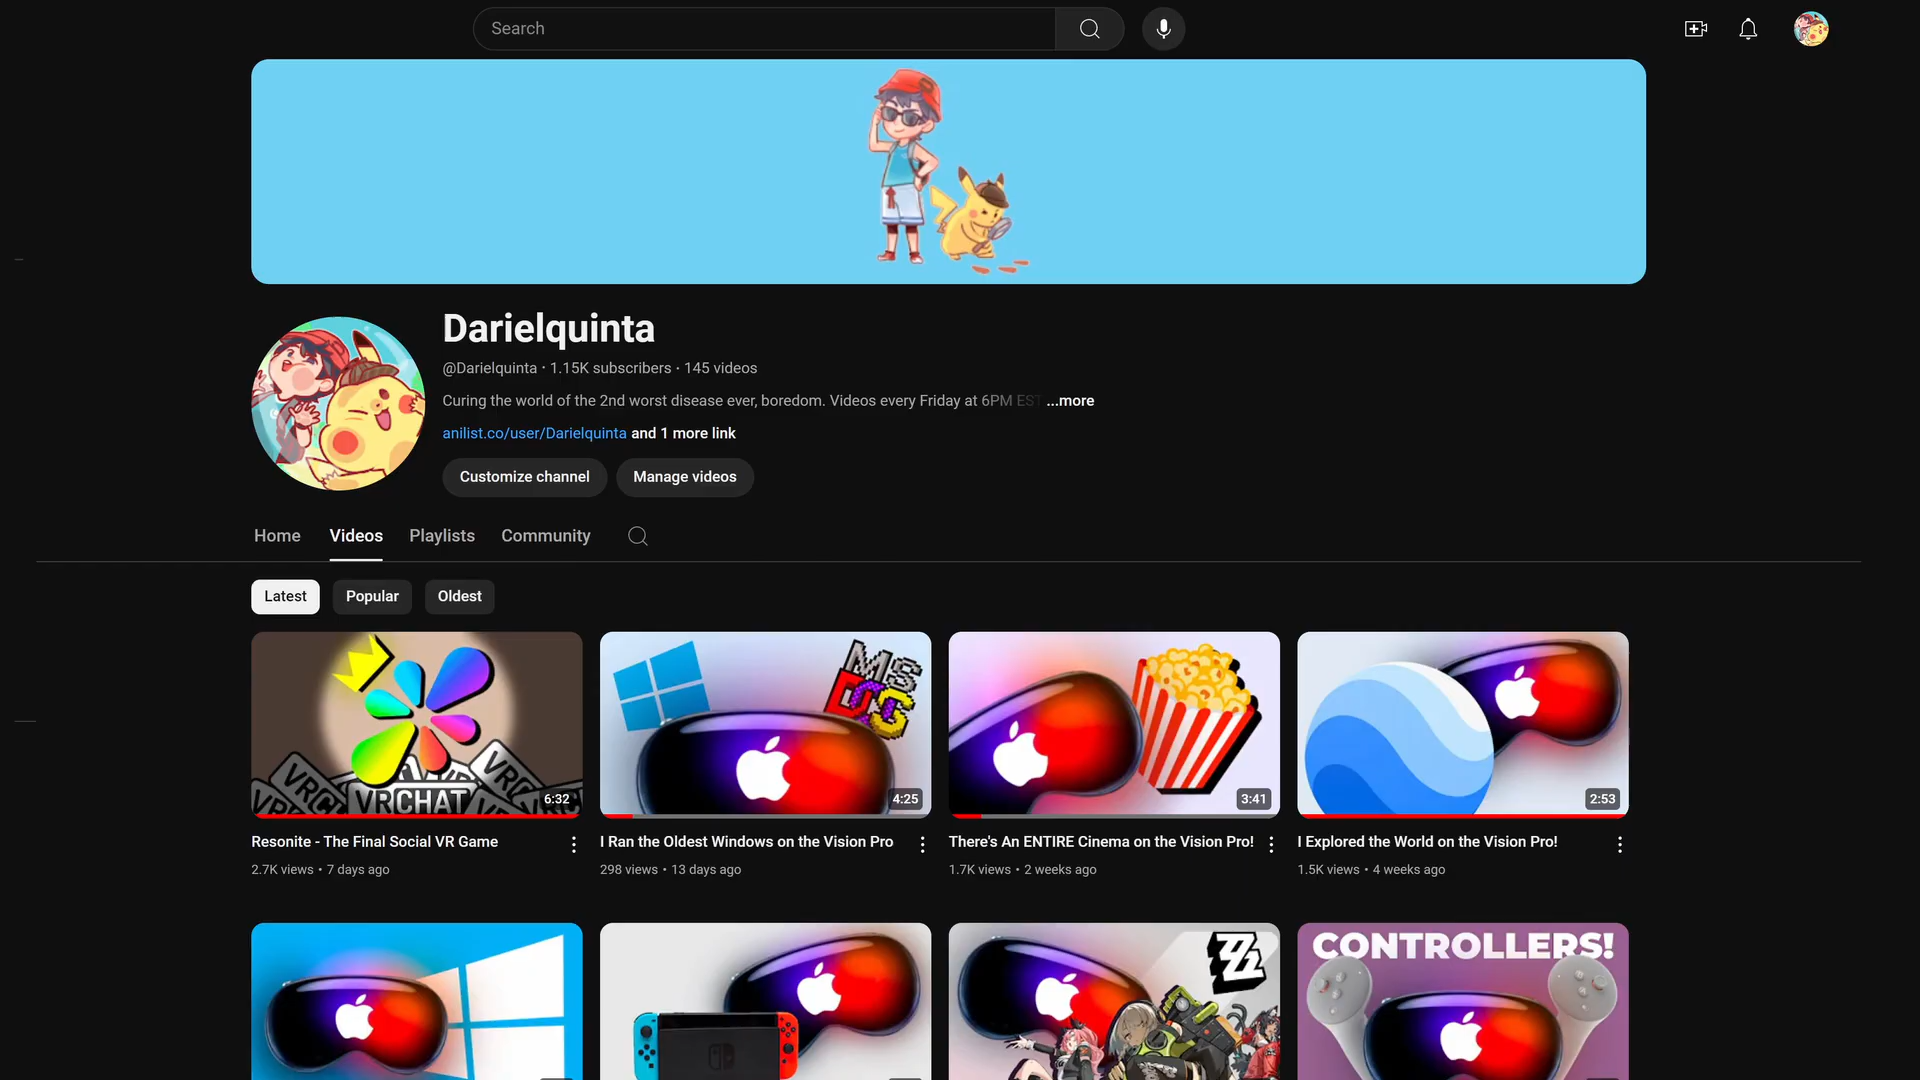 Search
Darielquinta
@Darielquinta · 1.15K subscribers · 145 videos
Curing the world of the 2nd worst disease ever, boredom. Videos every Friday at 6PM EST ...more
anilist.co/user/Darielquinta and 1 more link
Customize channel
Manage videos
Home
Videos
Playlists
Community
Latest
Popular
Oldest
VRCHAT
6:32
MS
DOS
4:25
3:41
2:53
Resonite - The Final Social VR Game
I Ran the Oldest Windows on the Vision Pro
There's An ENTIRE Cinema on the Vision Pro!
I Explored the World on the Vision Pro!
2.7K views • 7 days ago
298 views • 13 days ago
1.7K views • 2 weeks ago
1.5K views • 4 weeks ago
CONTROLLERS!